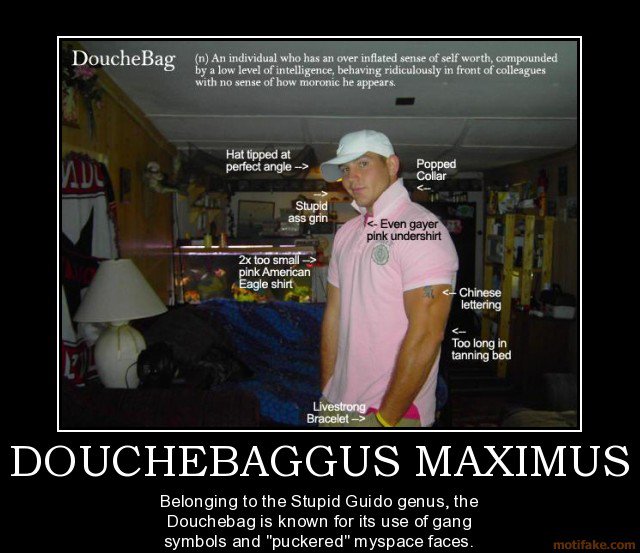 DoucheBag
(n) An individual who has an over inflated sense of self worth, compounded
by a low level of intelligence, behaving ridiculously in front of colleagues
with no sense of how moronic he appears.
Hat tipped at
perfect angle -->
Popped
Collar
<--
-->
Stupid
ass grin
<- Even gayer
pink undershirt
2x too small -->
pink American
Eagle shirt
<-- Chinese
lettering
<--
Too long in
tanning bed
Livestrong
Bracelet -->
DOUCHEBAGGUS MAXIMUS
Belonging to the Stupid Guido genus, the
Douchebag is known for its use of gang
symbols and "puckered" myspace faces.
motifake.com